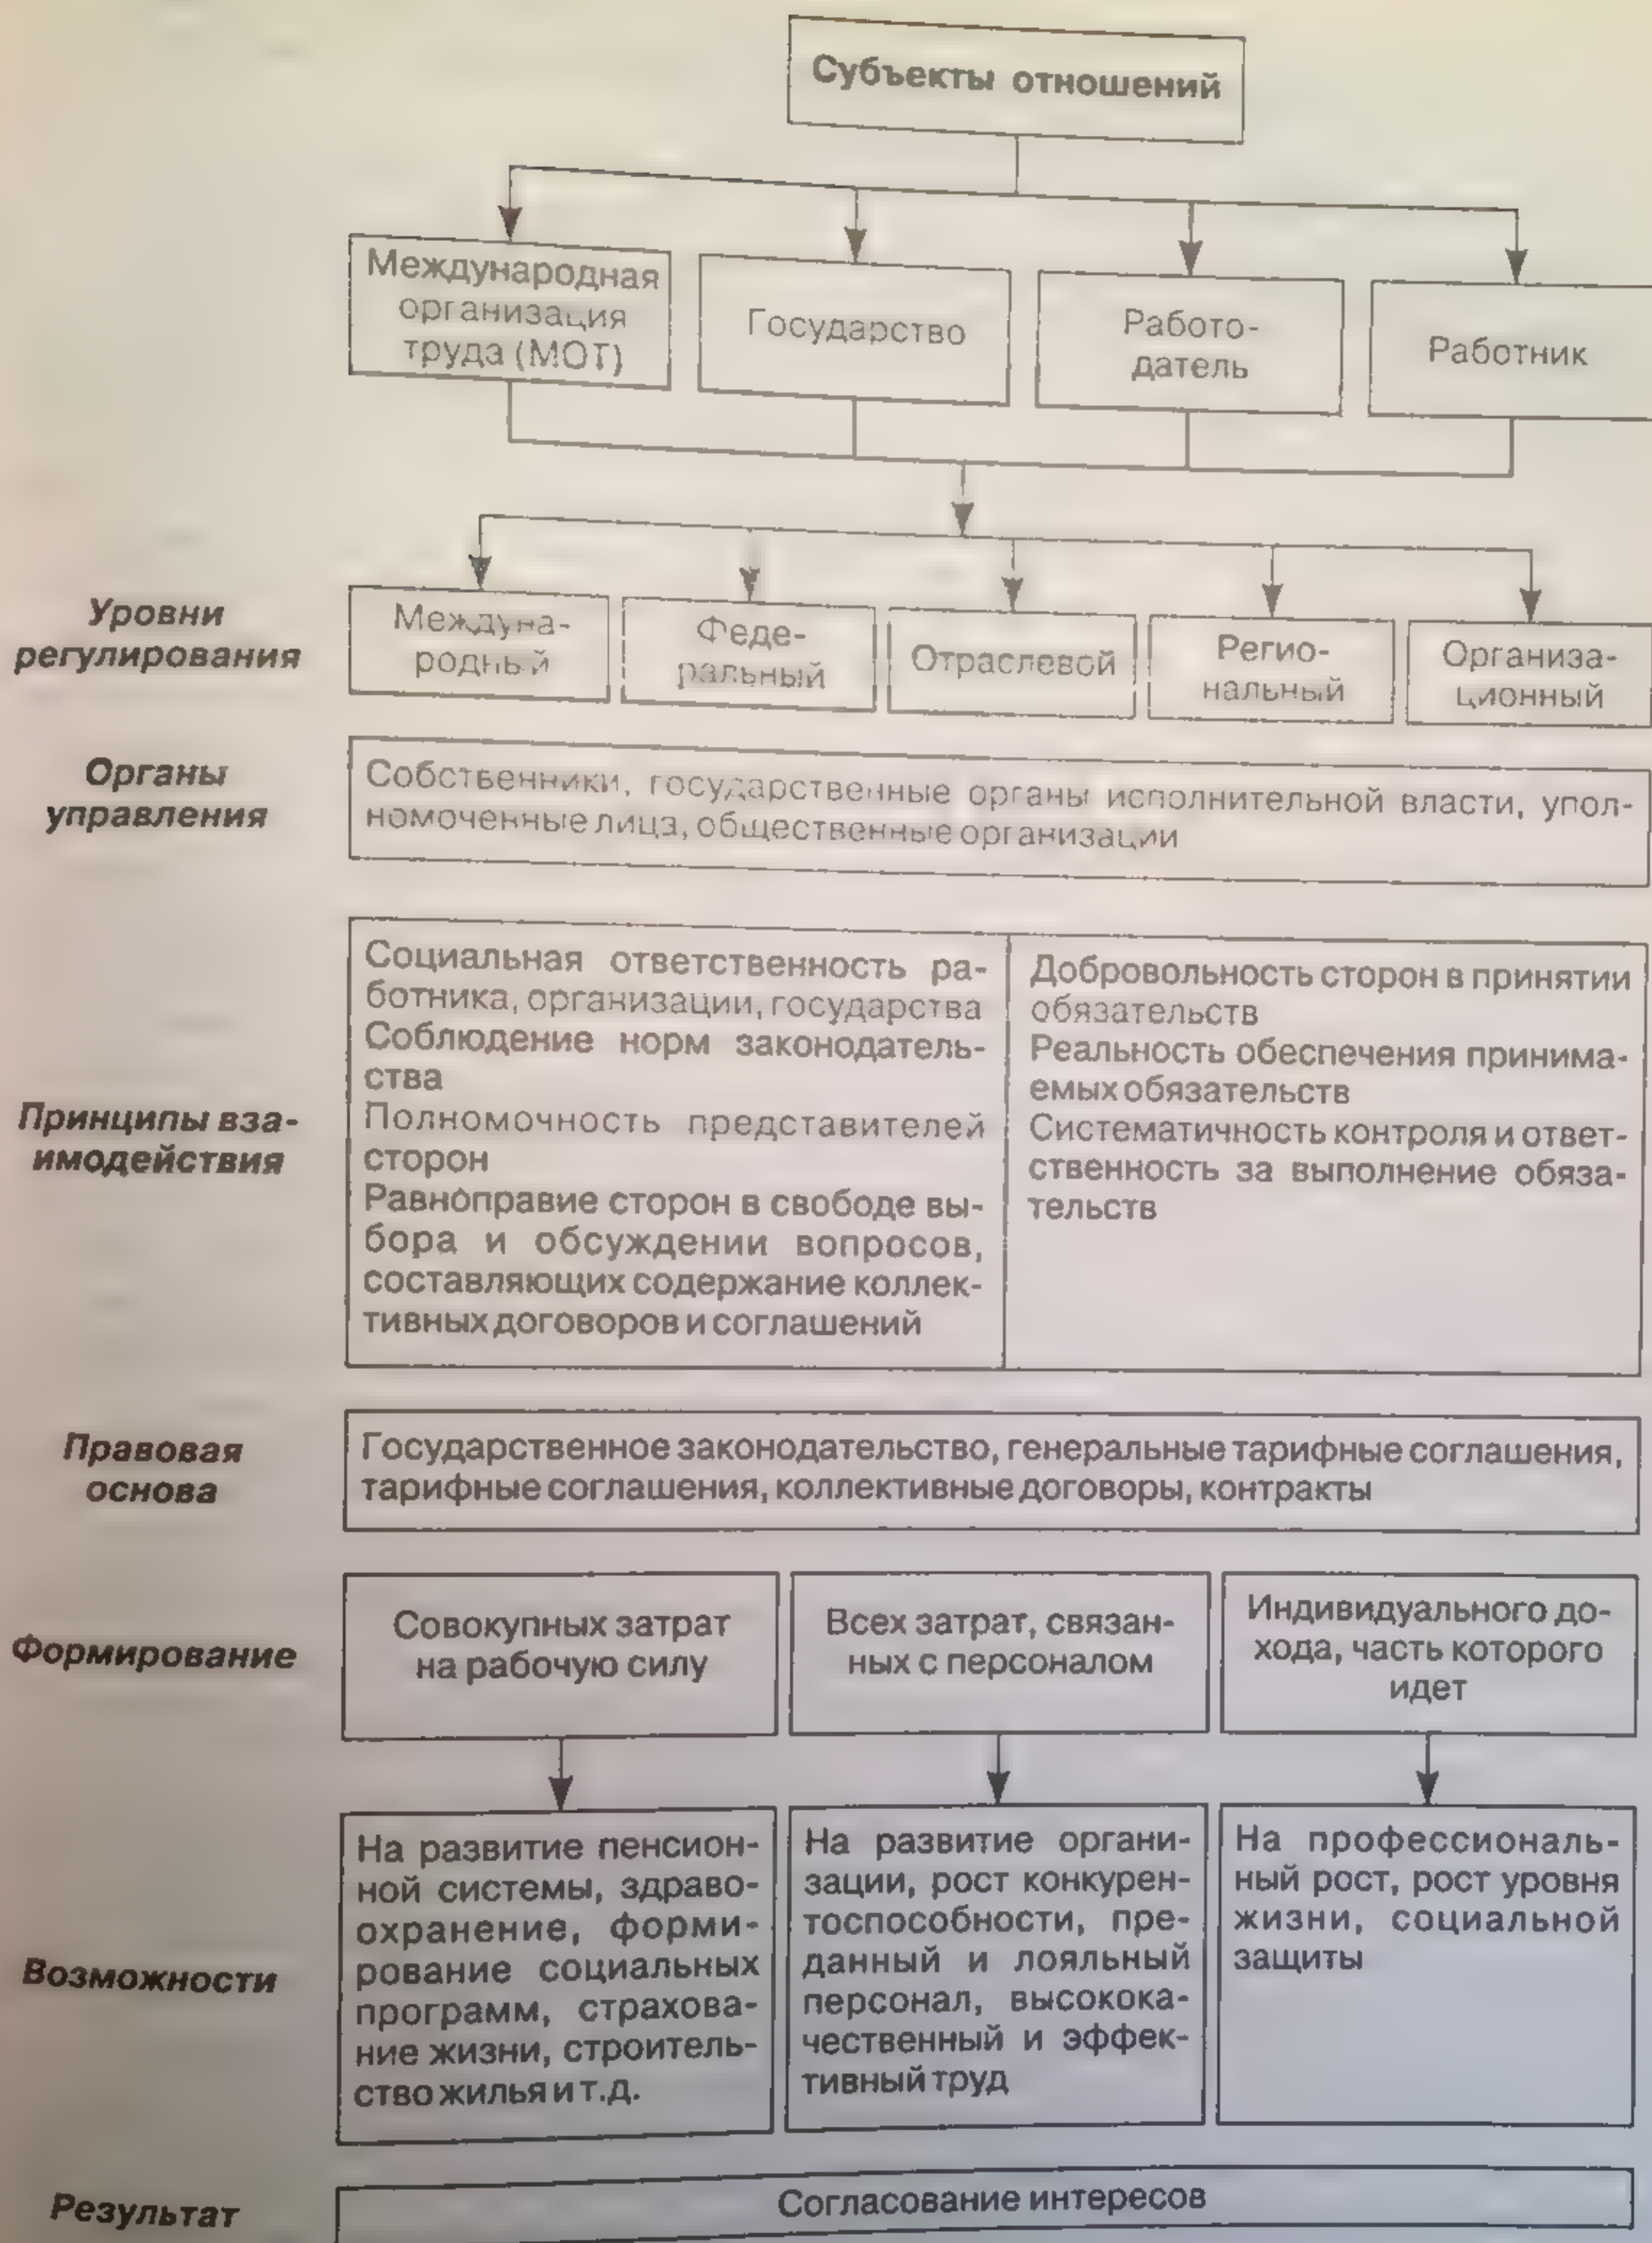 Субъекты отношений
Международная
организация
труда (МОТ)
Государство
Работо-
датель
Работник
Уровни
регулирования
Междуна-
родный
Феде-
ральный
Отраслевой
Регио-
нальный
Организа-
ционный
Органы
управления
Собственники, государственные органы исполнительной власти, упол-
номоченные лица, общественные организации
Принципы вза-
имодействия
Социальная ответственность ра-
ботника, организации, государства
Соблюдение норм законодатель-
ства
Полномочность представителей
сторон
Равноправие сторон в свободе вы-
бора и обсуждении вопросов,
составляющих содержание коллек-
тивных договоров и соглашений
Добровольность сторон в принятии
обязательств
Реальность обеспечения принима-
емых обязательств
Систематичность контроля и ответ-
ственность за выполнение обяза-
тельств
Правовая
основа
Государственное законодательство, генеральные тарифные соглашения,
тарифные соглашения, коллективные договоры, контракты
Формирование
Совокупных затрат
на рабочую силу
Всех затрат, связан-
ных с персоналом
Индивидуального до-
хода, часть которого
идет
Возможности
На развитие пенсион-
ной системы, здраво-
охранение, форми-
рование социальных
программ, страхова-
ние жизни, строитель-
ство жилья и т.д.
На развитие органи-
зации, рост конкурен-
тоспособности, пре-
данный и лояльный
персонал, высокока-
чественный и эффек-
тивный труд
На профессиональ-
ный рост, рост уровня
жизни, социальной
защиты
Результат
Согласование интересов